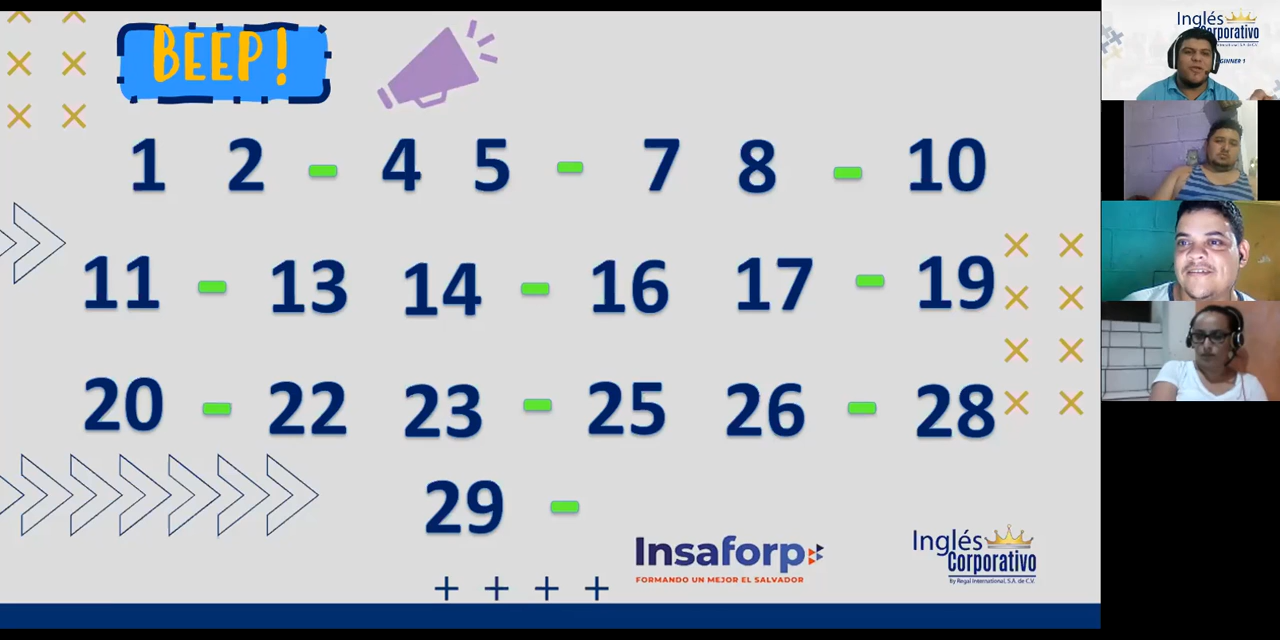 BEEP!
1 2 - 4 5 - 7 8 - 10
11 - 13 14 - 16 17 - 19
20 - 22 23 - 25 26 - 28
29 -
Insaforp
FORMANDO UN MEJOR EL SALVADOR
Inglés
Corporativo
By Regal International, S.A. de C.V.
Inglés
Corporativo